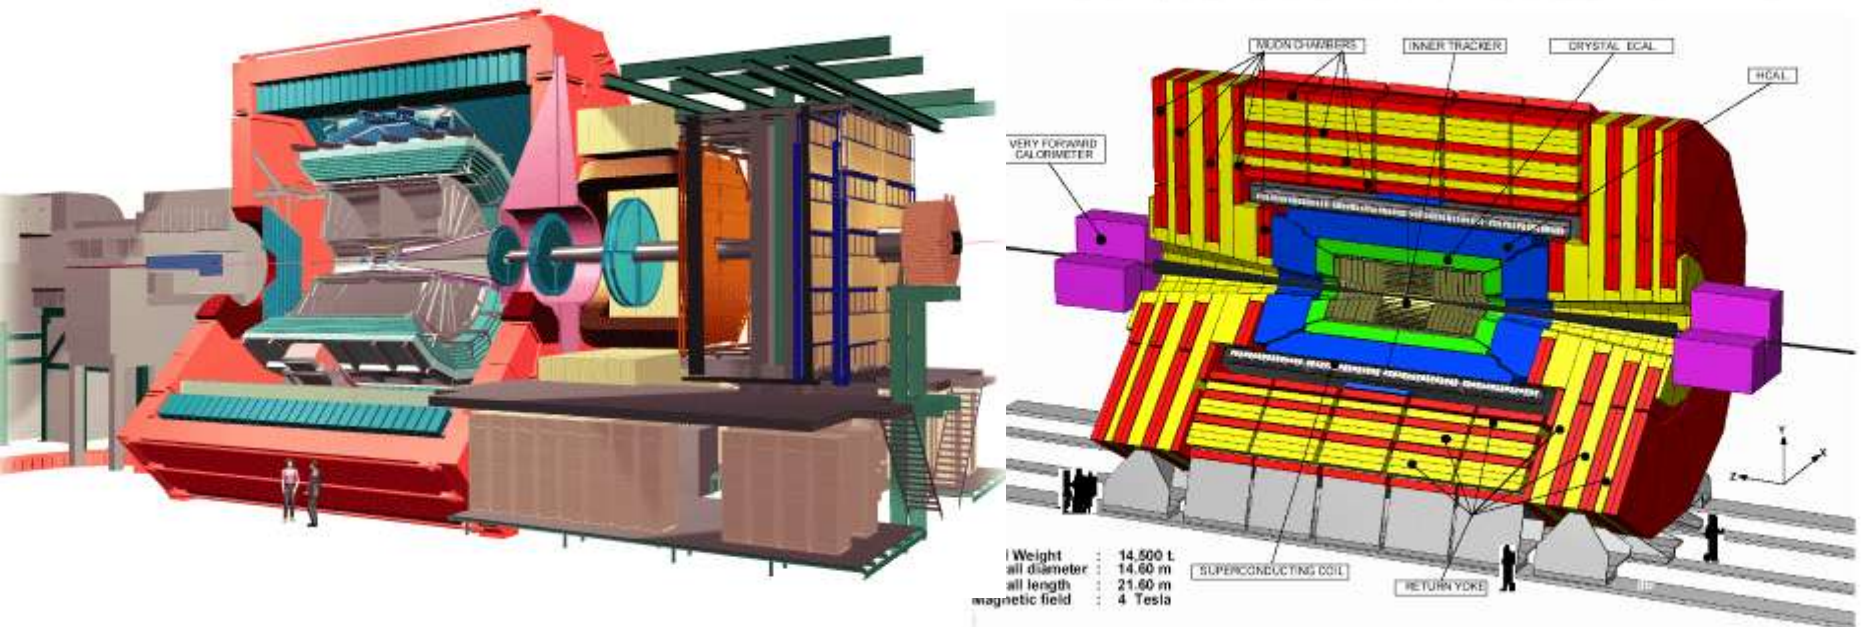 MUON CHAMBERS
INNER TRACKER
CRYSTAL ECAL
HCAL
VERY FORWARD
CALORIMETER
Y
X
Z
Weight : 14,500 t.
all diameter : 14.60 m
all length : 21.60 m
Magnetic field : 4 Tesla
SUPERCONDUCTING COIL
RETURN YOKE